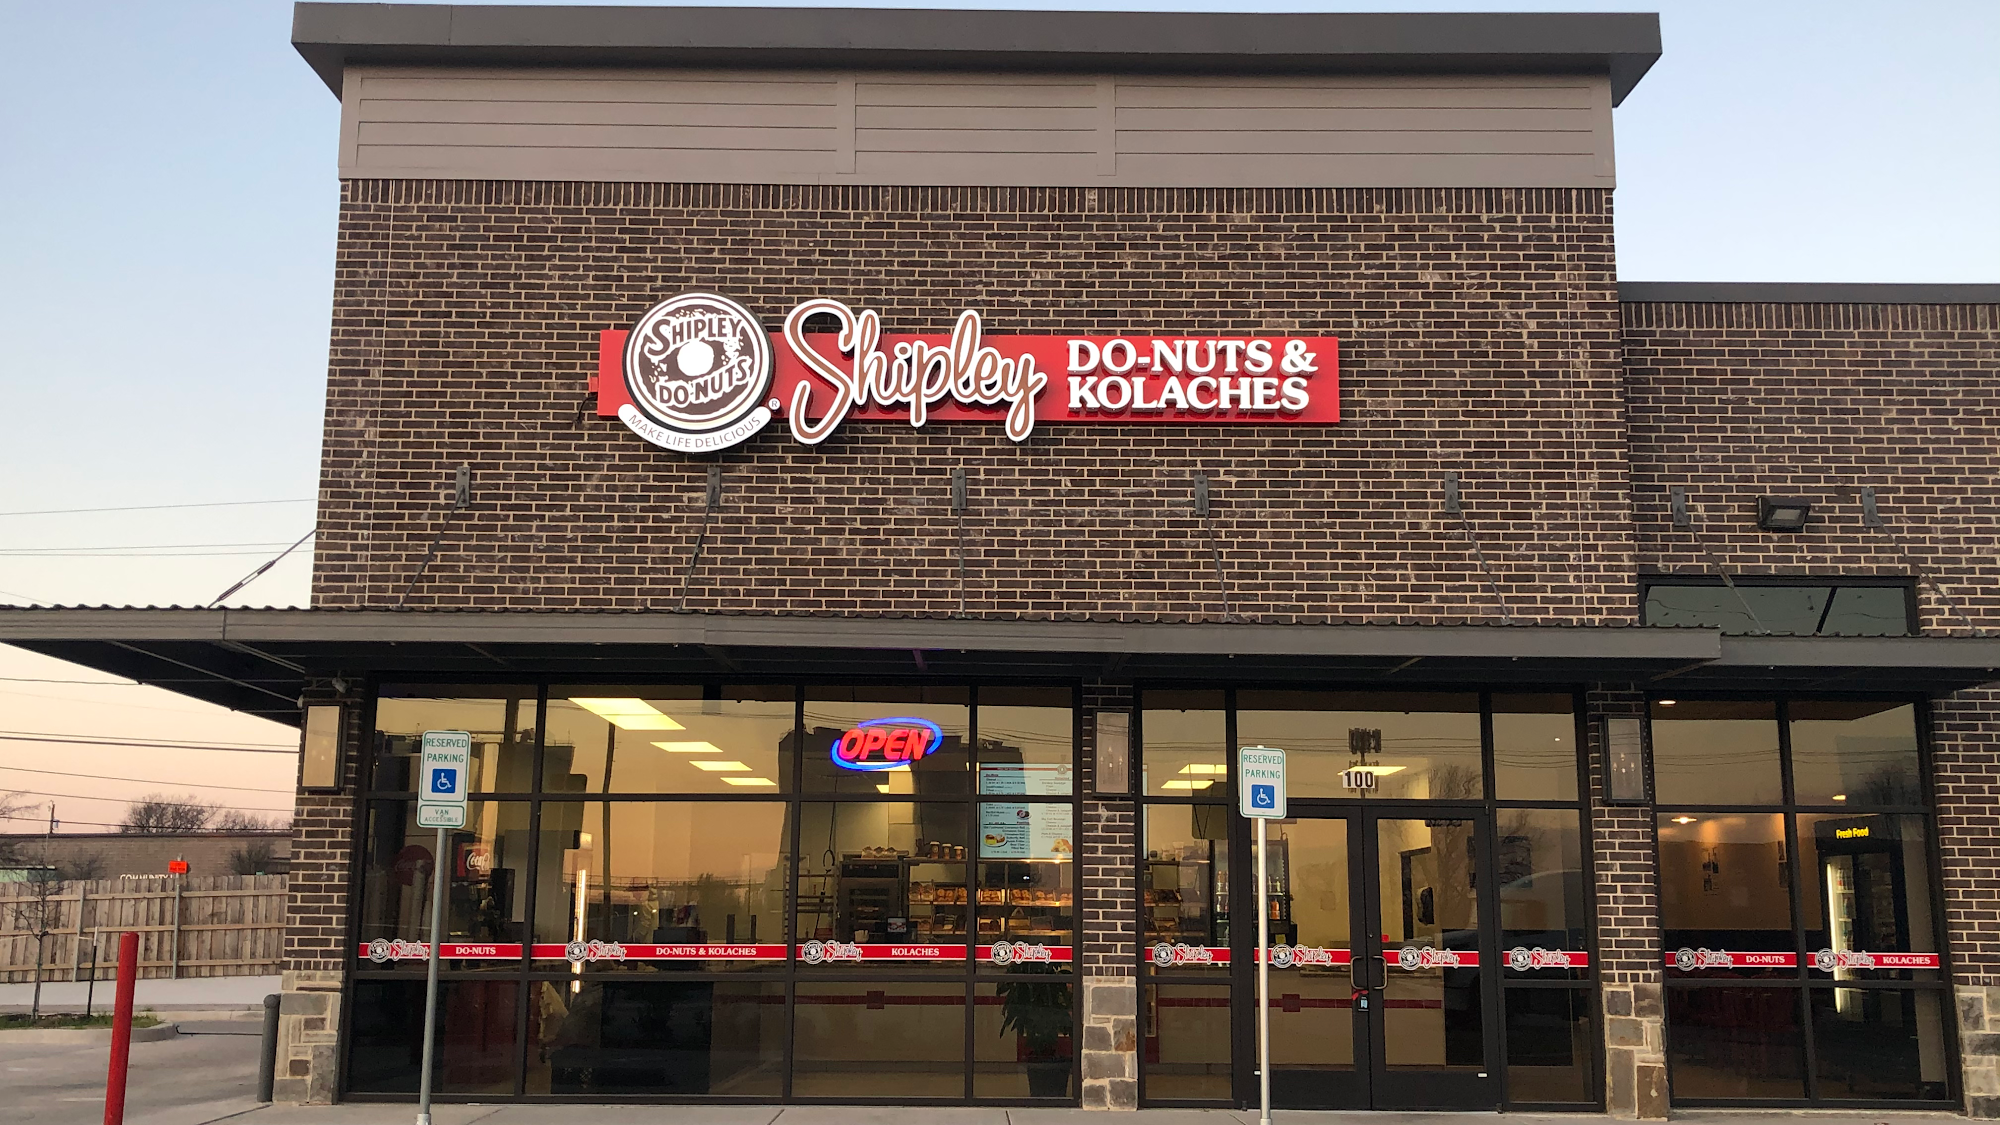 SHIPLEY
DO-NUTS
MAKE LIFE DELICIOUS
®
Shipley
DO-NUTS &
KOLACHES
OPEN
RESERVED
PARKING
VAN
ACCESSIBLE
RESERVED
PARKING
100
Fresh Food
Shipley DO-NUTS
Shipley DO-NUTS & KOLACHES
Shipley KOLACHES
Shipley
Shipley
Shipley
Shipley
Shipley
Shipley DO-NUTS
Shipley KOLACHES